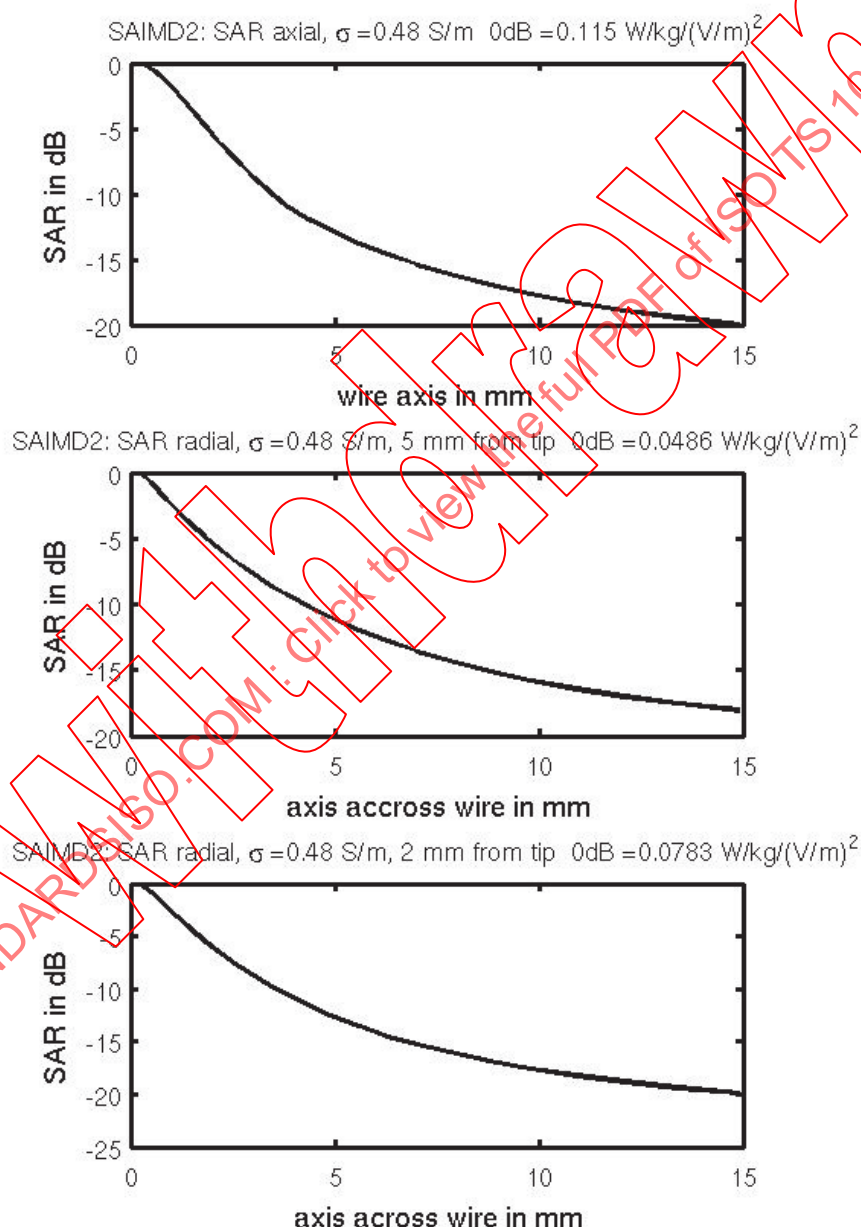 SAIMD2: SAR axial, σ=0.48 S/m 0dB =0.115 W/kg/(V/m)²
SAR in dB
0
-5
-10
-15
-20
0 5 10 15
wire axis in mm
SAIMD2: SAR radial, σ=0.48 S/m, 5 mm from tip 0dB =0.0486 W/kg/(V/m)²
SAR in dB
0
-5
-10
-15
-20
0 5 10 15
axis accross wire in mm
SAIMD2: SAR radial, σ=0.48 S/m, 2 mm from tip 0dB =0.0783 W/kg/(V/m)²
SAR in dB
0
-5
-10
-15
-20
-25
0 5 10 15
axis across wire in mm
Withdrawn
.COM : Click to view the full PDF of ISO TS